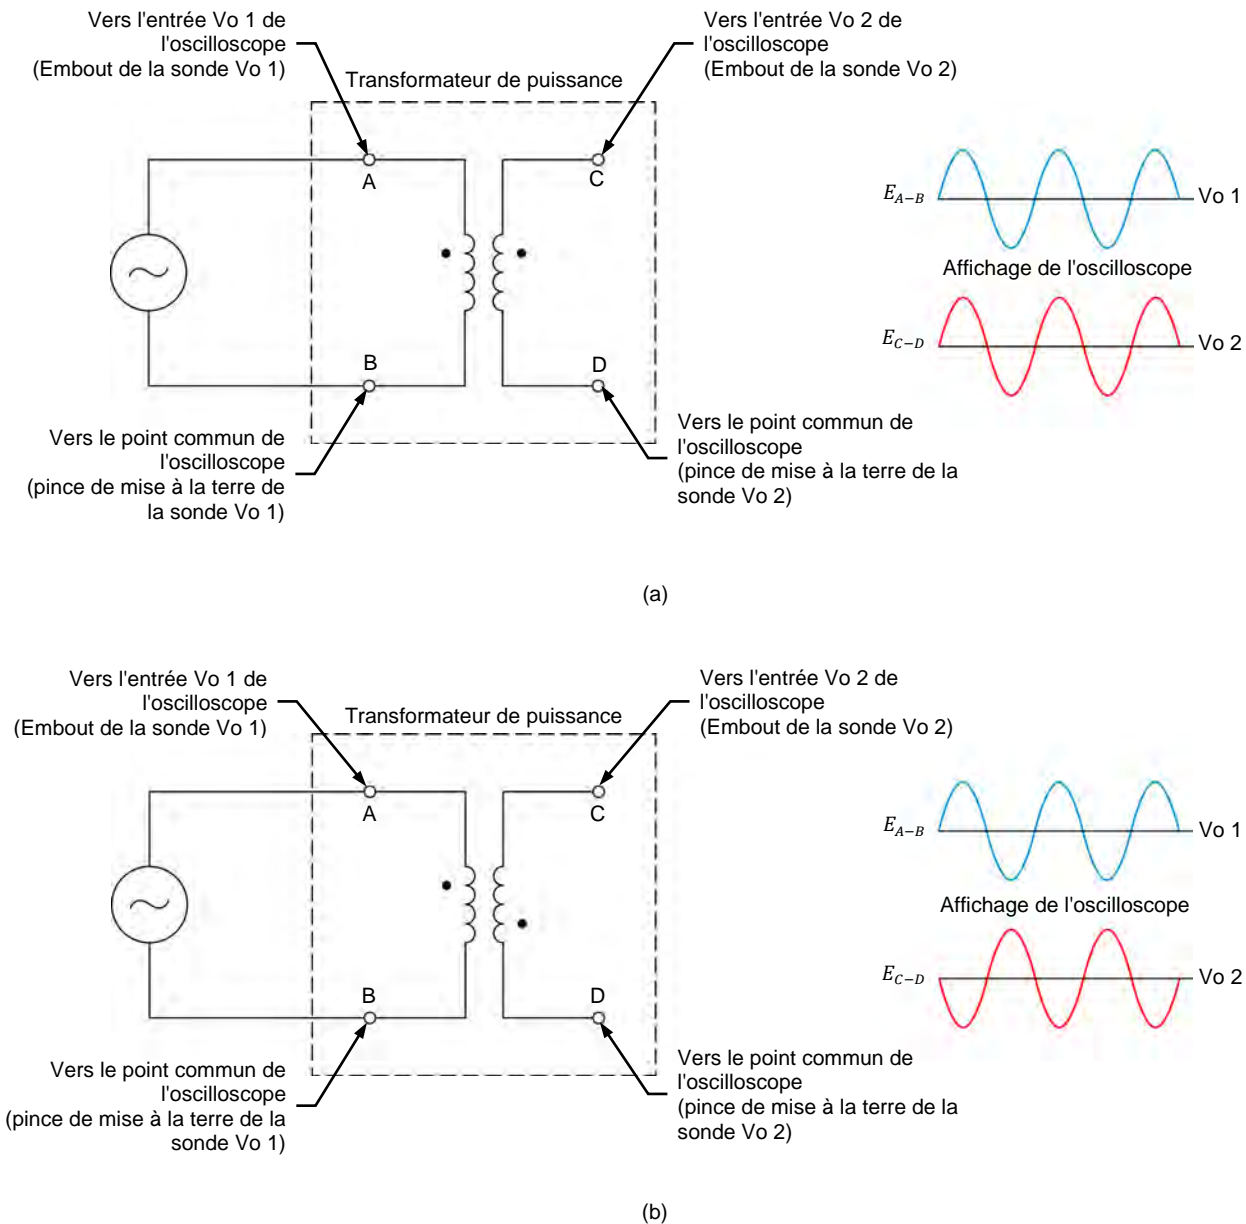 Vers l'entrée Vo 1 de
l'oscilloscope
(Embout de la sonde Vo 1)
Vers l'entrée Vo 2 de
l'oscilloscope
(Embout de la sonde Vo 2)
Transformateur de puissance
A
C
B
D
Vers le point commun de
l'oscilloscope
(pince de mise à la terre de
la sonde Vo 1)
Vers le point commun de
l'oscilloscope
(pince de mise à la terre de la
sonde Vo 2)
E_{A-B}
Vo 1
Affichage de l'oscilloscope
E_{C-D}
Vo 2
(a)
Vers l'entrée Vo 1 de
l'oscilloscope
(Embout de la sonde Vo 1)
Vers l'entrée Vo 2 de
l'oscilloscope
(Embout de la sonde Vo 2)
Transformateur de puissance
A
C
B
D
Vers le point commun de
l'oscilloscope
(pince de mise à la terre de la
sonde Vo 1)
Vers le point commun de
l'oscilloscope
(pince de mise à la terre de la
sonde Vo 2)
E_{A-B}
Vo 1
Affichage de l'oscilloscope
E_{C-D}
Vo 2
(b)